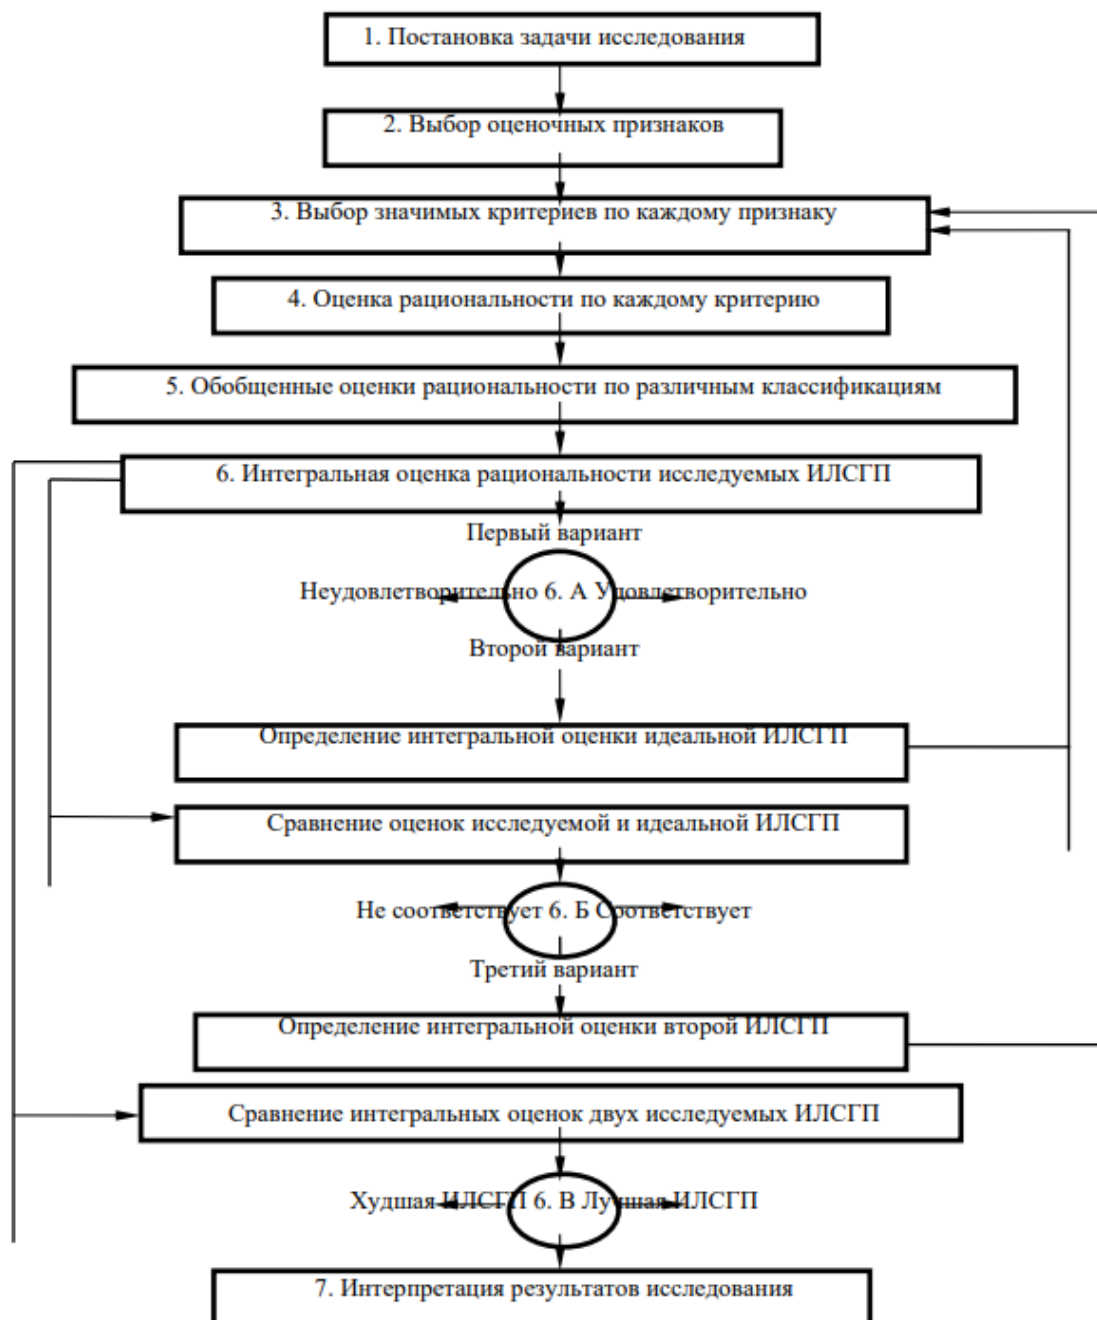 1. Постановка задачи исследования
2. Выбор оценочных признаков
3. Выбор значимых критериев по каждому признаку
4. Оценка рациональности по каждому критерию
5. Обобщенные оценки рациональности по различным классификациям
6. Интегральная оценка рациональности исследуемых ИЛСГП
Первый вариант
Неудовлетворительно 6. А Удовлетворительно
Второй вариант
Определение интегральной оценки идеальной ИЛСГП
Сравнение оценок исследуемой и идеальной ИЛСГП
Не соответствует 6. Б Соответствует
Третий вариант
Определение интегральной оценки второй ИЛСГП
Сравнение интегральных оценок двух исследуемых ИЛСГП
Худшая ИЛСГП 6. В Лучшая ИЛСГП
7. Интерпретация результатов исследования